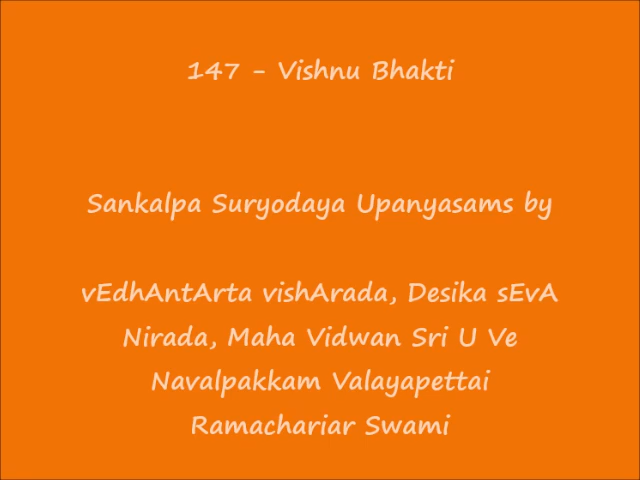 147 - Vishnu Bhakti
Sankalpa Suryodaya Upanyasams by
vEdhAntArta vishArada, Desika sEvA
Nirada, Maha Vidwan Sri U Ve
Navalpakkam Valayapettai
Ramachariar Swami